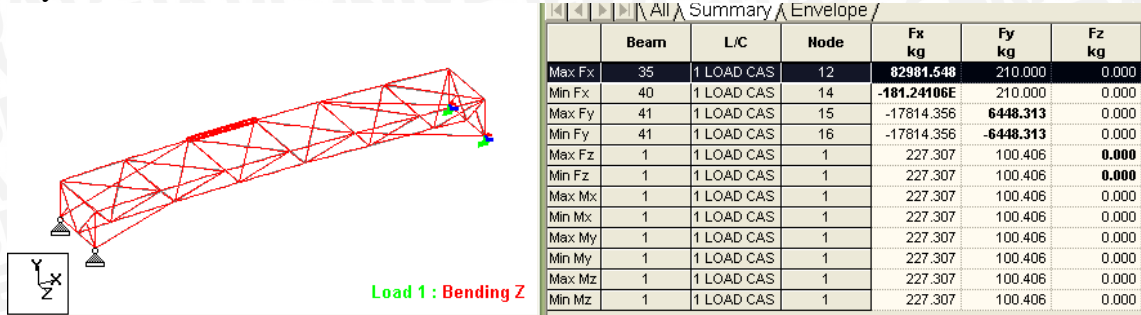 All Summary Envelope
Beam L/C Node Fx kg Fy kg Fz kg
Max Fx 35 1 LOAD CAS 12 82981.548 210.000 0.000
Min Fx 40 1 LOAD CAS 14 -181.24106E 210.000 0.000
Max Fy 41 1 LOAD CAS 15 -17814.356 6448.313 0.000
Min Fy 41 1 LOAD CAS 16 -17814.356 -6448.313 0.000
Max Fz 1 1 LOAD CAS 1 227.307 100.406 0.000
Min Fz 1 1 LOAD CAS 1 227.307 100.406 0.000
Max Mx 1 1 LOAD CAS 1 227.307 100.406 0.000
Min Mx 1 1 LOAD CAS 1 227.307 100.406 0.000
Max My 1 1 LOAD CAS 1 227.307 100.406 0.000
Min My 1 1 LOAD CAS 1 227.307 100.406 0.000
Max Mz 1 1 LOAD CAS 1 227.307 100.406 0.000
Min Mz 1 1 LOAD CAS 1 227.307 100.406 0.000
Y
X
Z
Load 1 : Bending Z